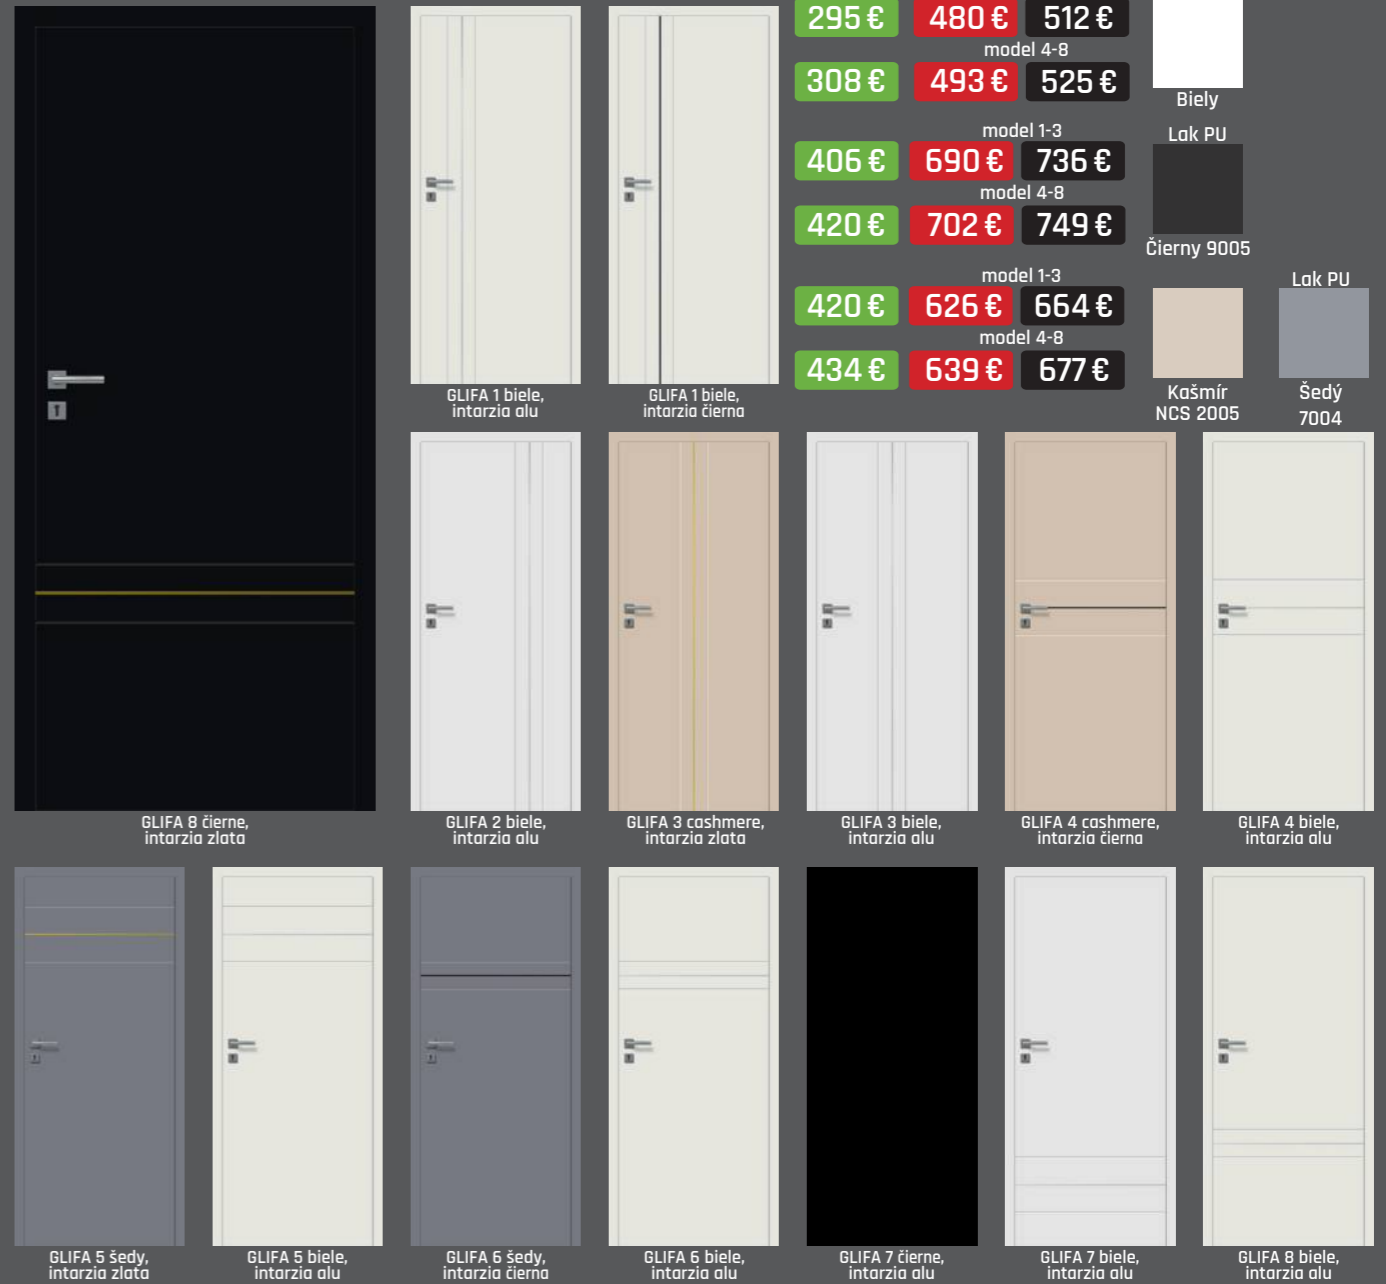 295 € 480 € 512 €
model 4-8
308 € 493 € 525 €
Biely
model 1-3
Lak PU
406 € 690 € 736 €
model 4-8
420 € 702 € 749 €
Čierny 9005
model 1-3
Lak PU
420 € 626 € 664 €
model 4-8
434 € 639 € 677 €
Kašmír
NCS 2005
Šedý
7004
GLIFA 1 biele,
intarzia alu
GLIFA 1 biele,
intarzia čierna
GLIFA 8 čierne,
intarzia zlata
GLIFA 2 biele,
intarzia alu
GLIFA 3 cashmere,
intarzia zlata
GLIFA 3 biele,
intarzia alu
GLIFA 4 cashmere,
intarzia čierna
GLIFA 4 biele,
intarzia alu
GLIFA 5 šedy,
intarzia zlata
GLIFA 5 biele,
intarzia alu
GLIFA 6 šedy,
intarzia čierna
GLIFA 6 biele,
intarzia alu
GLIFA 7 čierne,
intarzia alu
GLIFA 7 biele,
intarzia alu
GLIFA 8 biele,
intarzia alu